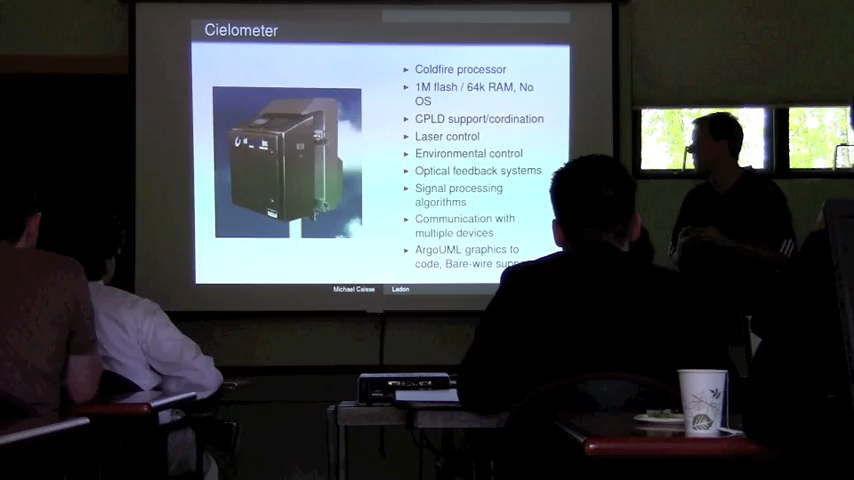 Cielometer
Coldfire processor
1M flash / 64k RAM, No
OS
CPLD support/cordination
Laser control
Environmental control
Optical feedback systems
Signal processing
algorithms
Communication with
multiple devices
ArgoUML graphics to
code, Bare-wire
Michael Caisse
Ladon